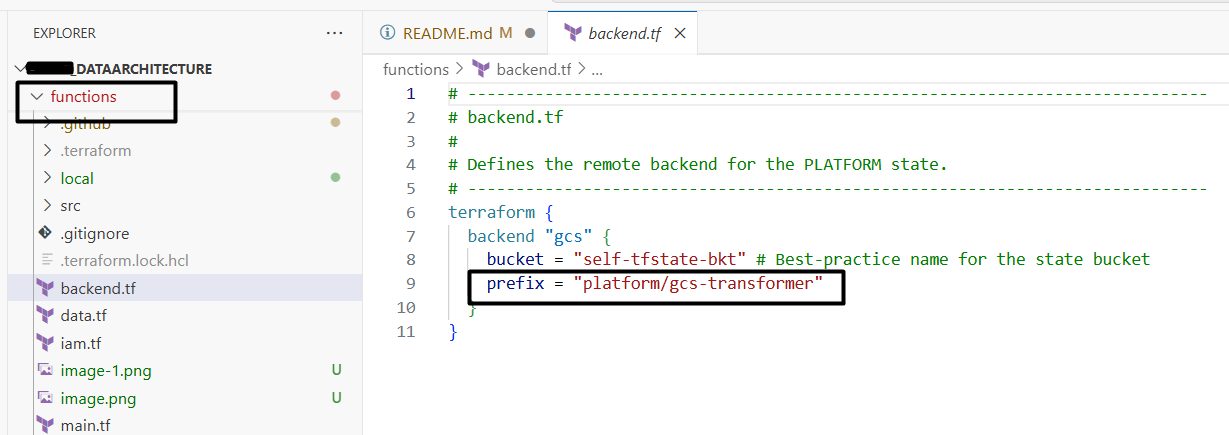 EXPLORER
...
_DATAARCHITECTURE
functions
.github
.terraform
local
src
.gitignore
.terraform.lock.hcl
backend.tf
data.tf
iam.tf
image-1.png U
image.png U
main.tf
README.md M
backend.tf
functions > backend.tf > ...
1 # ---------------------------------------------------------------------------
2 # backend.tf
3 #
4 # Defines the remote backend for the PLATFORM state.
5 # ---------------------------------------------------------------------------
6 terraform {
7 backend "gcs" {
8 bucket = "self-tfstate-bkt" # Best-practice name for the state bucket
9 prefix = "platform/gcs-transformer"
10 }
11 }